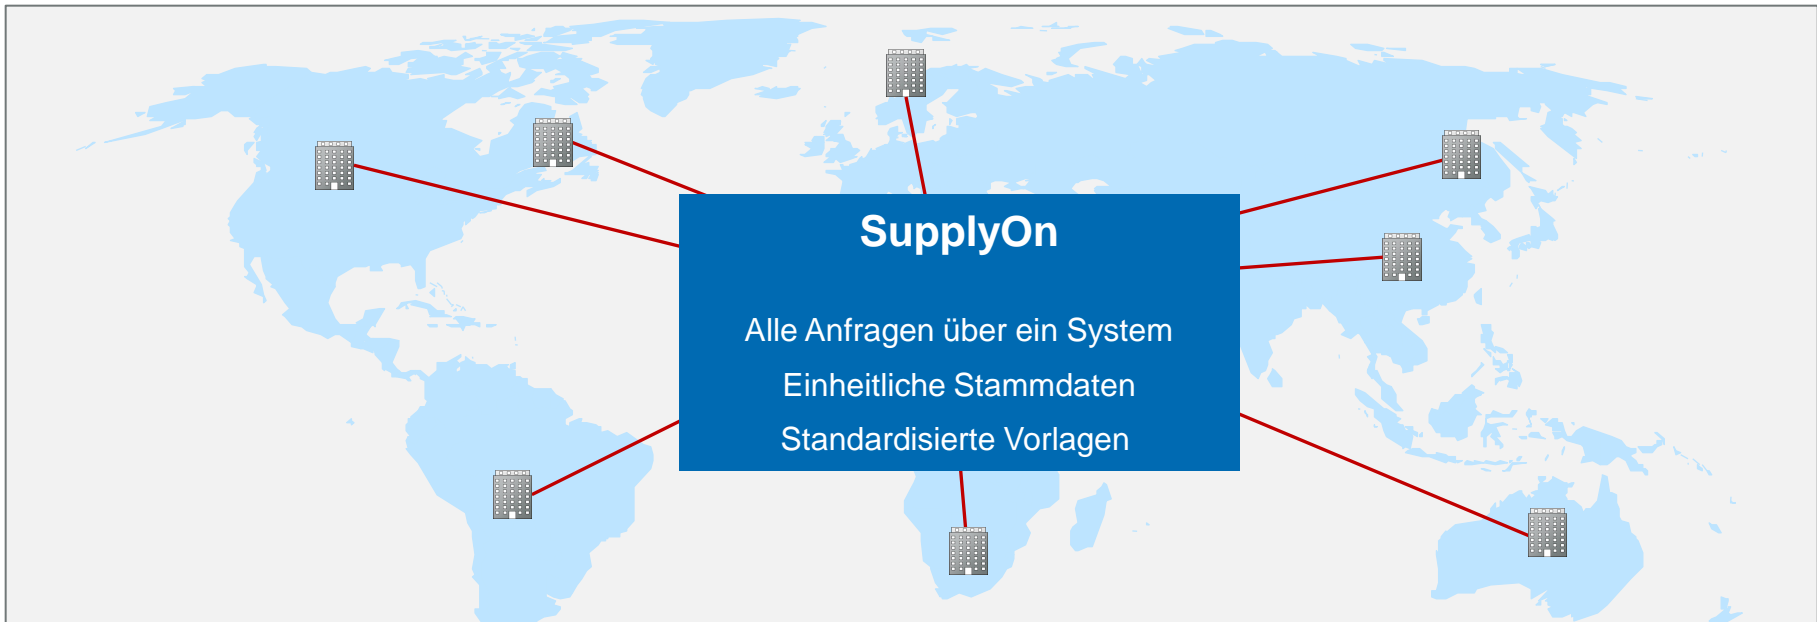 SupplyOn
Alle Anfragen über ein System
Einheitliche Stammdaten
Standardisierte Vorlagen